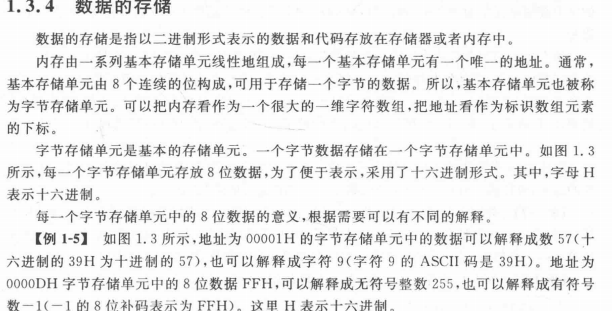 1.3.4 数据的存储
数据的存储是指以二进制形式表示的数据和代码存放在存储器或者内存中。
内存由一系列基本存储单元线性地组成,每一个基本存储单元有一个唯一的地址。通常,
基本存储单元由 8 个连续的位构成,可用于存储一个字节的数据。所以,基本存储单元也被称
为字节存储单元。可以把内存看作为一个很大的一维字符数组,把地址看作为标识数组元素
的下标。
字节存储单元是基本的存储单元。一个字节数据存储在一个字节存储单元中。如图 1.3
所示,每一个字节存储单元存放 8 位数据,为了便于表示,采用了十六进制形式。其中,字母 H
表示十六进制。
每一个字节存储单元中的 8 位数据的意义,根据需要可以有不同的解释。
【例 1-5】 如图 1.3 所示,地址为 00001H 的字节存储单元中的数据可以解释成数 57(十
六进制的 39H 为十进制的 57),也可以解释成字符 9(字符 9 的 ASCII 码是 39H)。地址为
0000DH 字节存储单元中的 8 位数据 FFH,可以解释成无符号整数 255,也可以解释成有符号
数-1(-1 的 8 位补码表示为 FFH)。这里 H 表示十六进制。